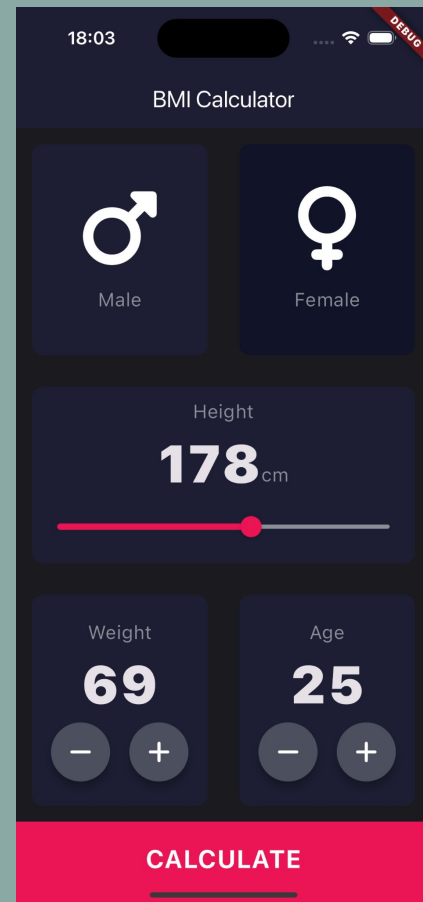 18:03
DEBUG
BMI Calculator
Male
Female
Height
178cm
Weight
Age
69
25
CALCULATE